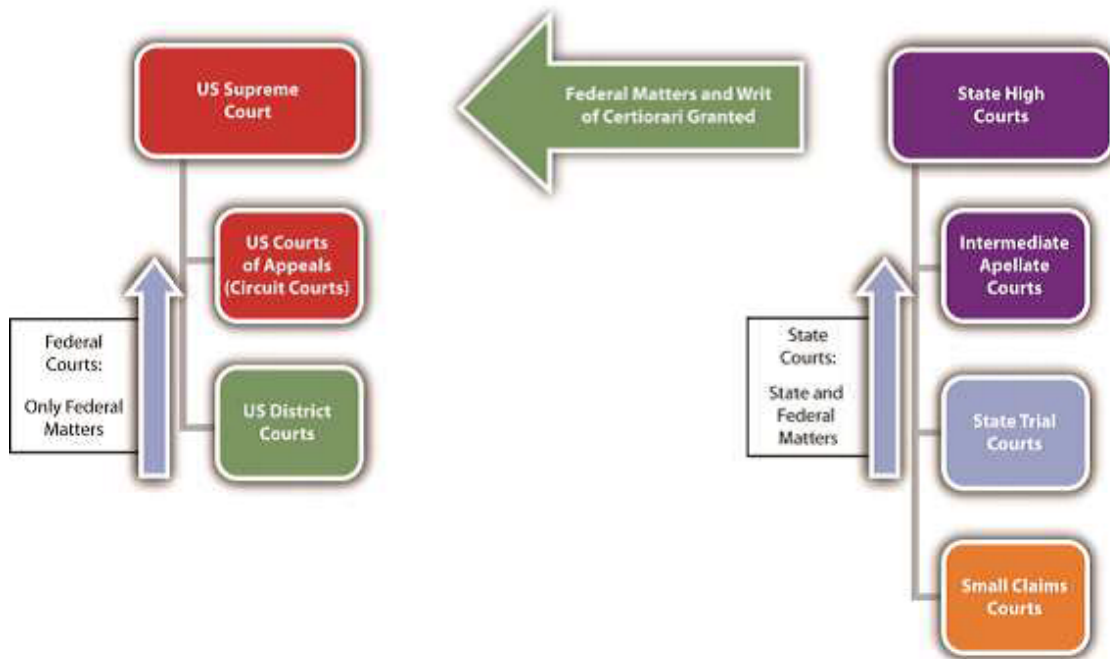 US Supreme
Court
Federal Matters and Writ
of Certiorari Granted
State High
Courts
US Courts
of Appeals
(Circuit Courts)
Intermediate
Apellate
Courts
Federal
Courts:
Only Federal
Matters
State
Courts:
State and
Federal
Matters
US District
Courts
State Trial
Courts
Small Claims
Courts